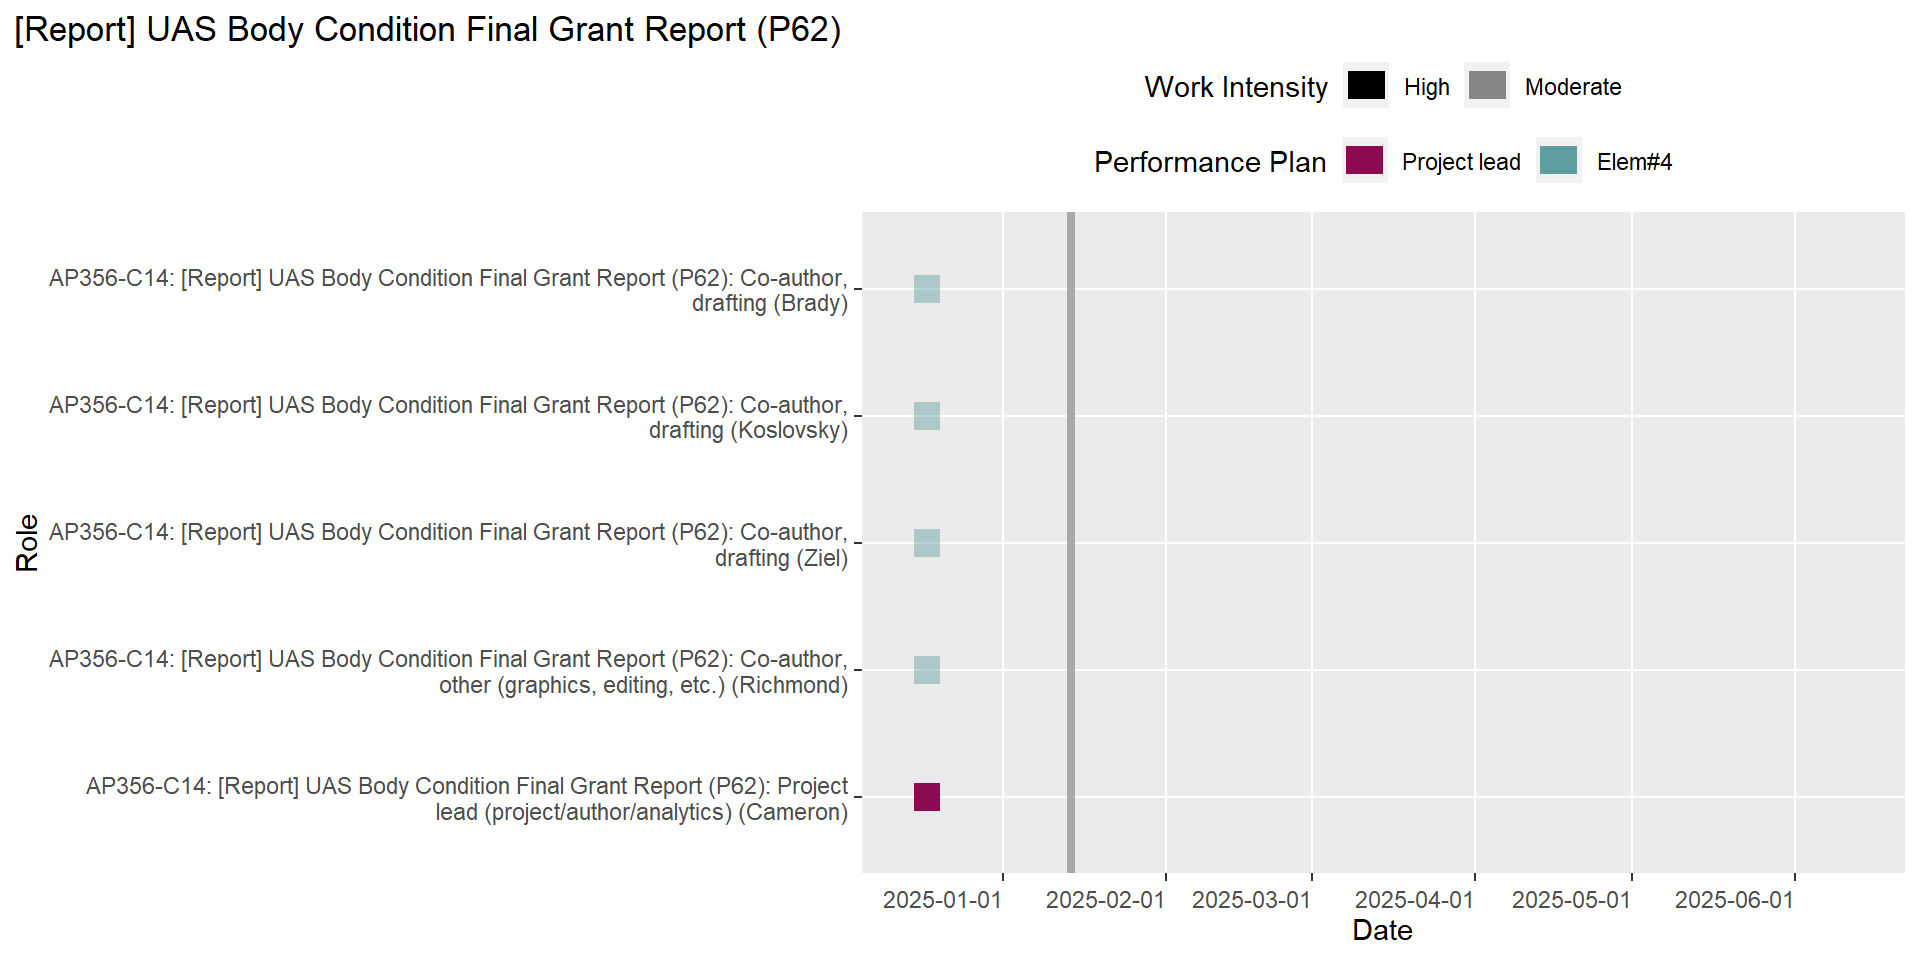 [Report] UAS Body Condition Final Grant Report (P62)
Work Intensity High Moderate
Performance Plan Project lead Elem#4
AP356-C14: [Report] UAS Body Condition Final Grant Report (P62): Co-author,
drafting (Brady)
AP356-C14: [Report] UAS Body Condition Final Grant Report (P62): Co-author,
drafting (Koslovsky)
Role
AP356-C14: [Report] UAS Body Condition Final Grant Report (P62): Co-author,
drafting (Ziel)
AP356-C14: [Report] UAS Body Condition Final Grant Report (P62): Co-author,
other (graphics, editing, etc.) (Richmond)
AP356-C14: [Report] UAS Body Condition Final Grant Report (P62): Project
lead (project/author/analytics) (Cameron)
2025-01-01 2025-02-01 2025-03-01 2025-04-01 2025-05-01 2025-06-01
Date